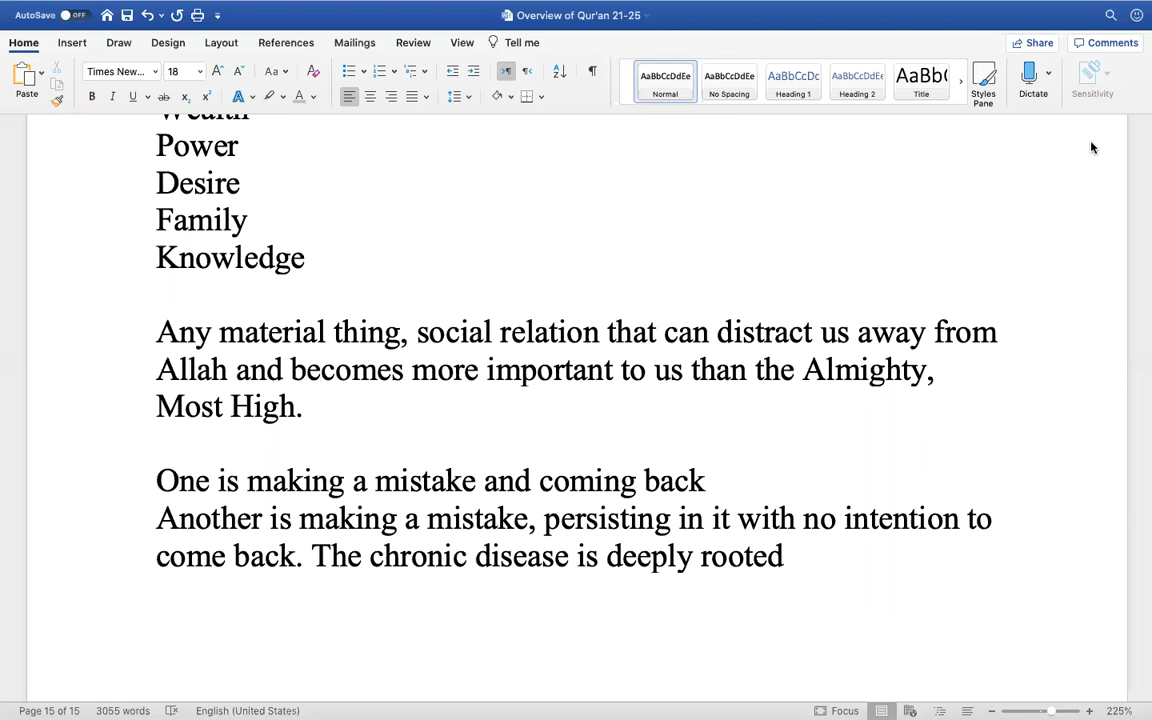 AutoSave OFF Overview of Qur'an 21-25
Home Insert Draw Design Layout References Mailings Review View Tell me Share Comments
Times New... 18 Aa AaBbCcDdEe AaBbCcDdEe AaBbCcDc AaBbCcDdEe AaBb(
Paste B I U ab x₂ x² A A Normal No Spacing Heading 1 Heading 2 Title Styles Pane Dictate Sensitivity
Wealth
Power
Desire
Family
Knowledge
Any material thing, social relation that can distract us away from
Allah and becomes more important to us than the Almighty,
Most High.
One is making a mistake and coming back
Another is making a mistake, persisting in it with no intention to
come back. The chronic disease is deeply rooted
Page 15 of 15 3055 words English (United States) Focus 225%